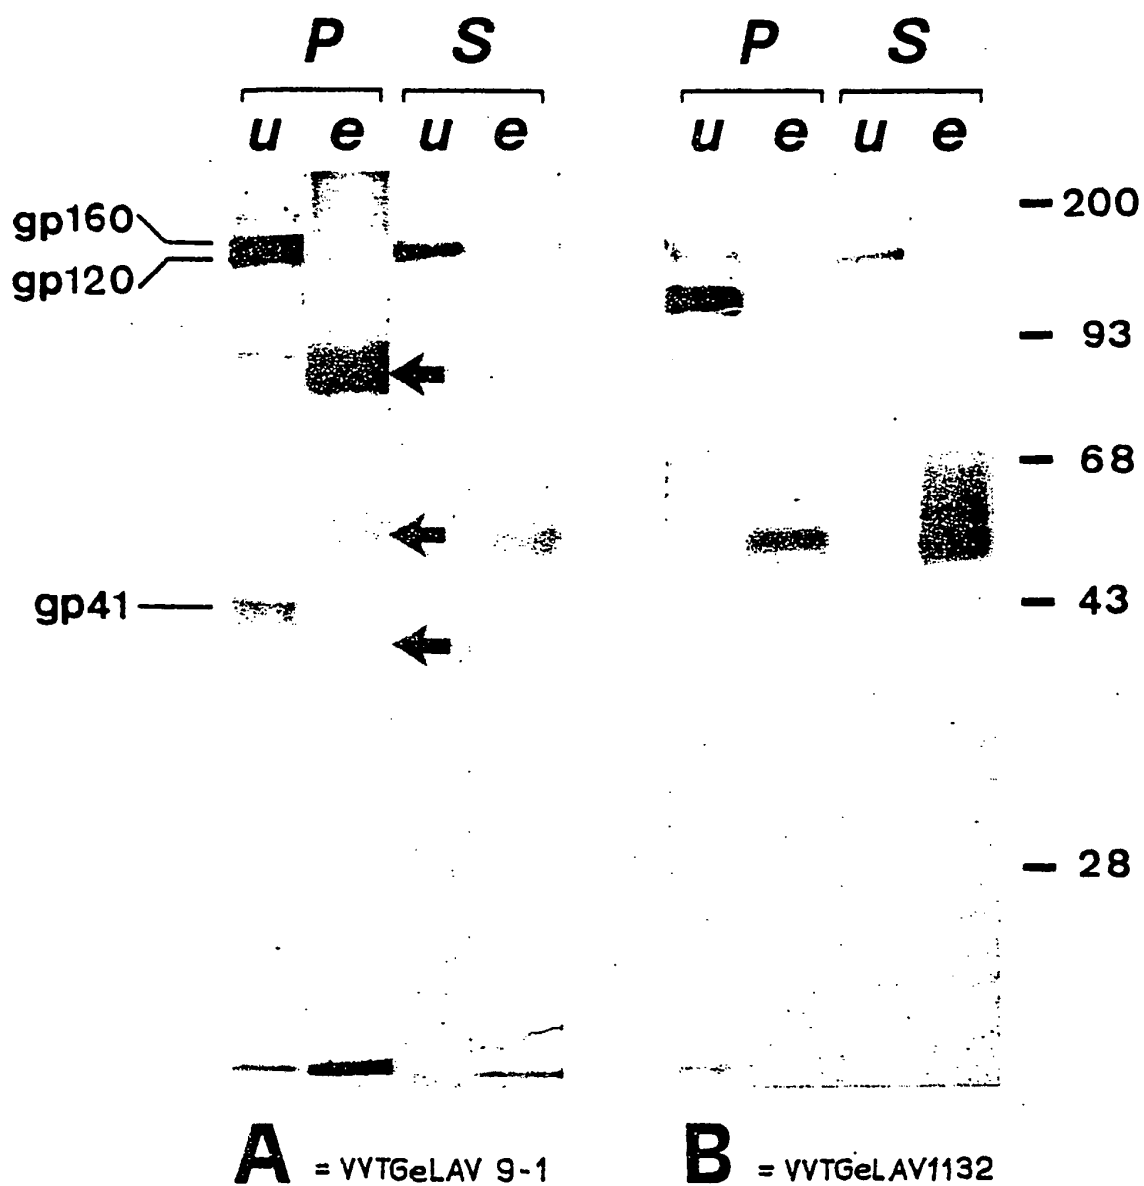 P S P S
u e u e u e u e
gp160
gp120
gp41
200
93
68
43
28
A = VVTGeLAV 9-1
B = VVTGeLAV1132